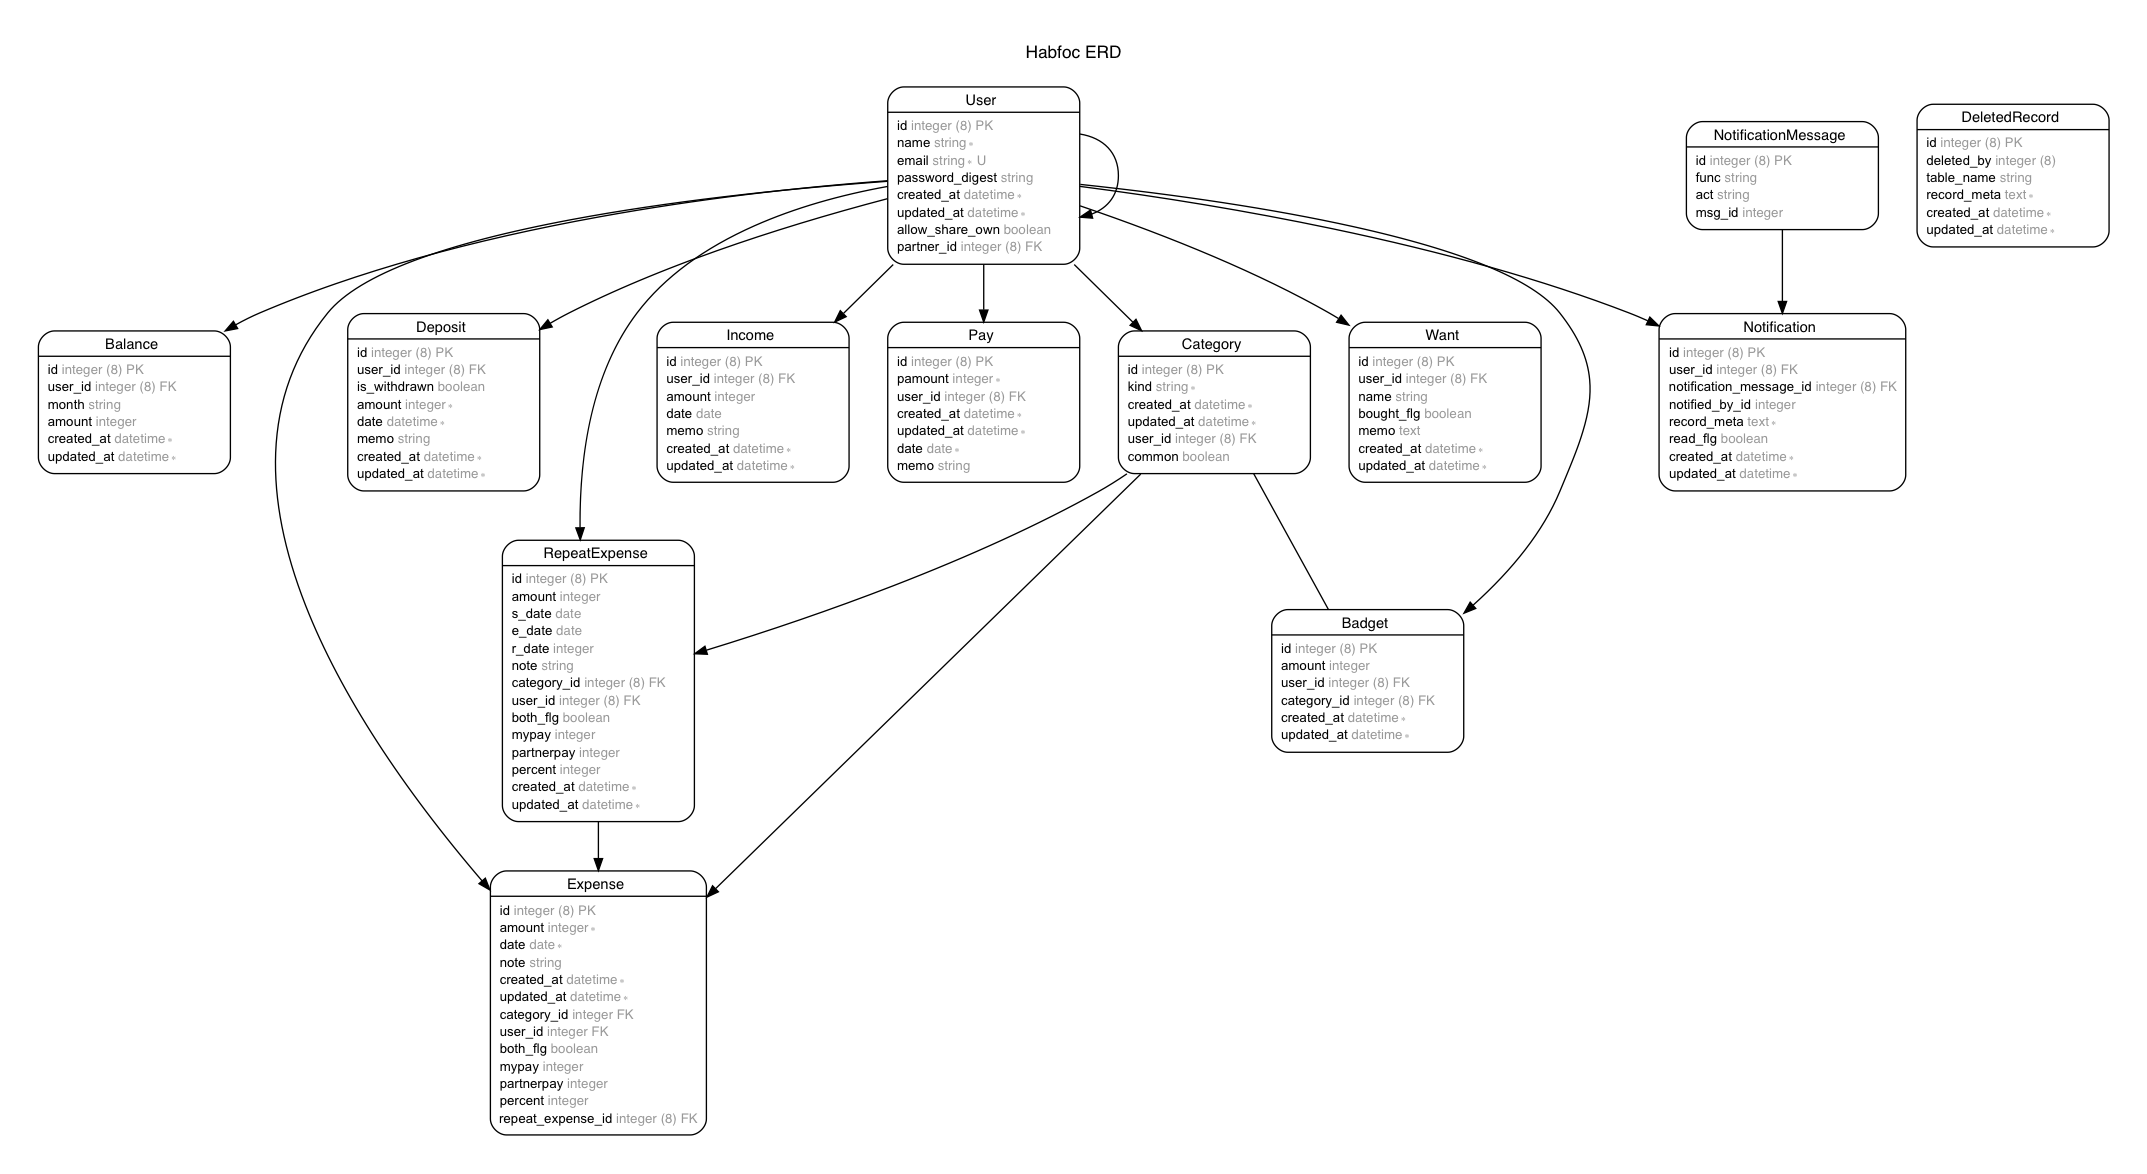 Habfoc ERD
User
id integer (8) PK
name string *
email string * U
password_digest string
created_at datetime *
updated_at datetime *
allow_share_own boolean
partner_id integer (8) FK
NotificationMessage
id integer (8) PK
func string
act string
msg_id integer
DeletedRecord
id integer (8) PK
deleted_by integer (8)
table_name string
record_meta text *
created_at datetime *
updated_at datetime *
Balance
id integer (8) PK
user_id integer (8) FK
month string
amount integer
created_at datetime *
updated_at datetime *
Deposit
id integer (8) PK
user_id integer (8) FK
is_withdrawn boolean
amount integer *
date datetime *
memo string
created_at datetime *
updated_at datetime *
Income
id integer (8) PK
user_id integer (8) FK
amount integer
date date
memo string
created_at datetime *
updated_at datetime *
Pay
id integer (8) PK
pamount integer *
user_id integer (8) FK
created_at datetime *
updated_at datetime *
date date *
memo string
Category
id integer (8) PK
kind string *
created_at datetime *
updated_at datetime *
user_id integer (8) FK
common boolean
Want
id integer (8) PK
user_id integer (8) FK
name string
bought_flg boolean
memo text
created_at datetime *
updated_at datetime *
Notification
id integer (8) PK
user_id integer (8) FK
notification_message_id integer (8) FK
notified_by_id integer
record_meta text *
read_flg boolean
created_at datetime *
updated_at datetime *
RepeatExpense
id integer (8) PK
amount integer
s_date date
e_date date
r_date integer
note string
category_id integer (8) FK
user_id integer (8) FK
both_flg boolean
mypay integer
partnerpay integer
percent integer
created_at datetime *
updated_at datetime *
Badget
id integer (8) PK
amount integer
user_id integer (8) FK
category_id integer (8) FK
created_at datetime *
updated_at datetime *
Expense
id integer (8) PK
amount integer *
date date *
note string
created_at datetime *
updated_at datetime *
category_id integer FK
user_id integer FK
both_flg boolean
mypay integer
partnerpay integer
percent integer
repeat_expense_id integer (8) FK